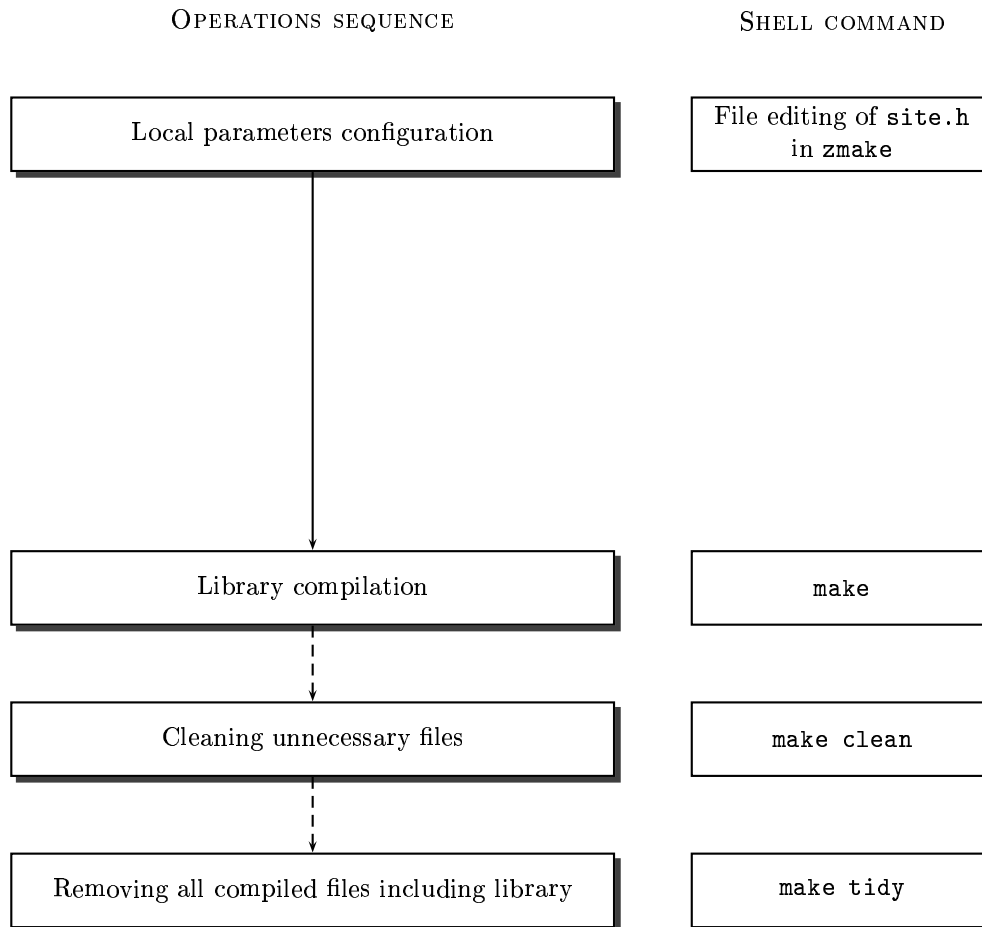 OPERATIONS SEQUENCE
SHELL COMMAND
Local parameters configuration
File editing of site.h
in zmake
Library compilation
make
Cleaning unnecessary files
make clean
Removing all compiled files including library
make tidy